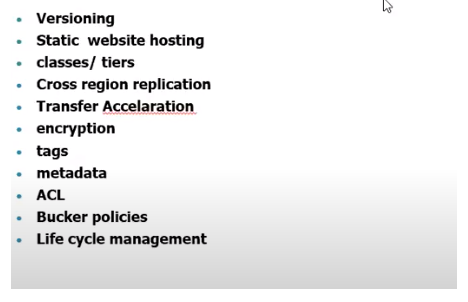 Versioning
Static website hosting
classes/ tiers
Cross region replication
Transfer Accelaration
encryption
tags
metadata
ACL
Bucker policies
Life cycle management